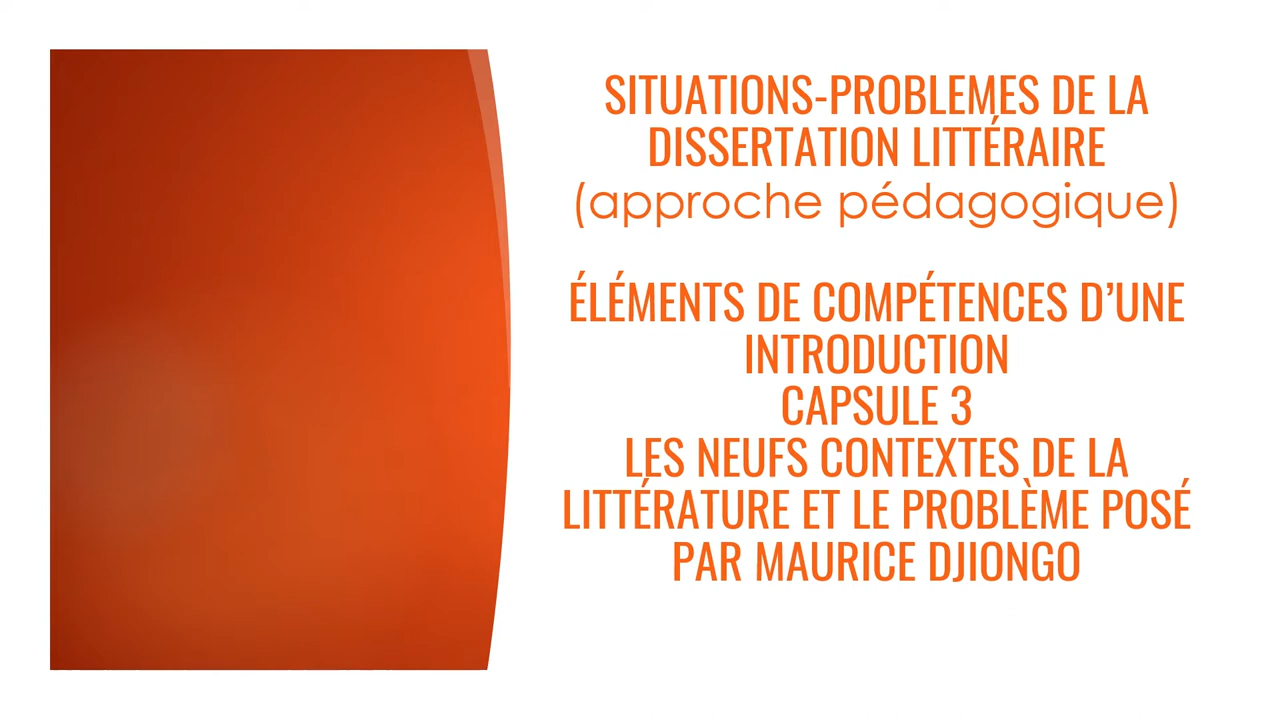 SITUATIONS-PROBLEMES DE LA
DISSERTATION LITTÉRAIRE
(approche pédagogique)
ÉLÉMENTS DE COMPÉTENCES D’UNE
INTRODUCTION
CAPSULE 3
LES NEUFS CONTEXTES DE LA
LITTÉRATURE ET LE PROBLÈME POSÉ
PAR MAURICE DJIONGO